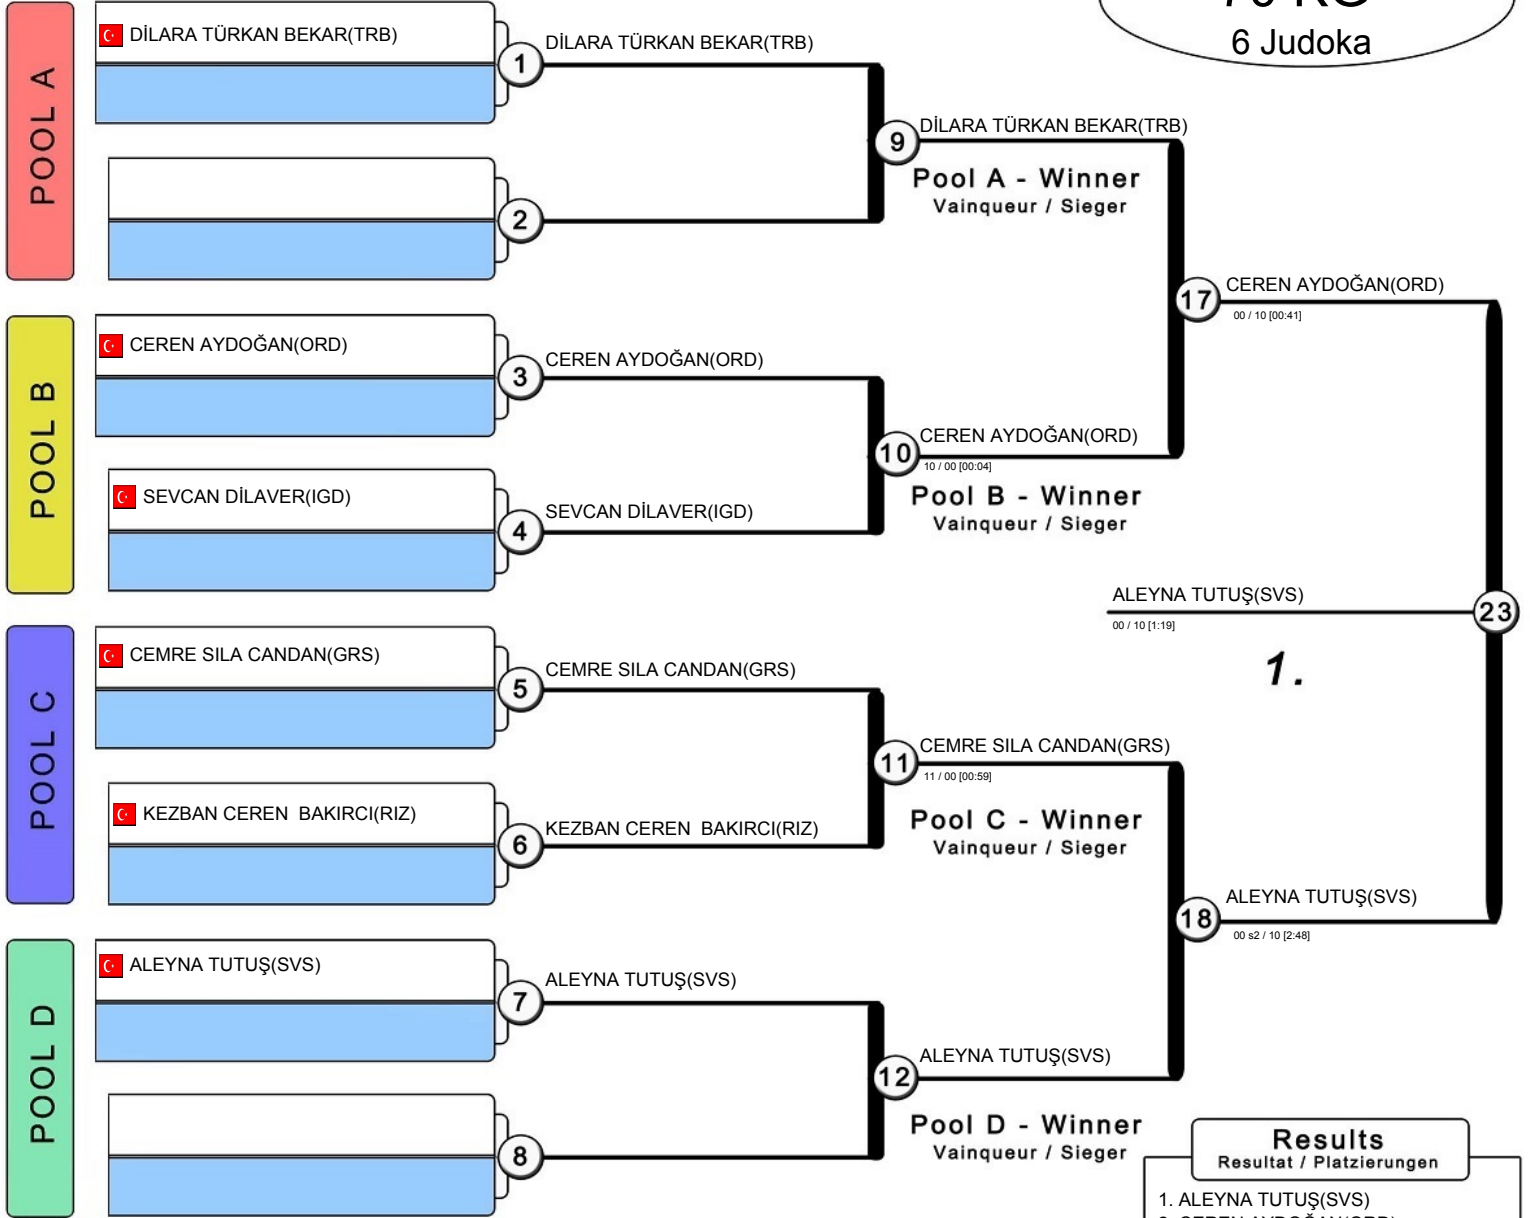 6 Judoka
POOL A
DİLARA TÜRKAN BEKAR(TRB)
1
DİLARA TÜRKAN BEKAR(TRB)
2
9
DİLARA TÜRKAN BEKAR(TRB)
Pool A - Winner
Vainqueur / Sieger
POOL B
CEREN AYDOĞAN(ORD)
3
CEREN AYDOĞAN(ORD)
SEVCAN DİLAVER(IGD)
4
SEVCAN DİLAVER(IGD)
10
CEREN AYDOĞAN(ORD)
10 / 00 [00:04]
Pool B - Winner
Vainqueur / Sieger
17
CEREN AYDOĞAN(ORD)
00 / 10 [00:41]
POOL C
CEMRE SILA CANDAN(GRS)
5
CEMRE SILA CANDAN(GRS)
KEZBAN CEREN  BAKIRCI(RIZ)
6
KEZBAN CEREN  BAKIRCI(RIZ)
11
CEMRE SILA CANDAN(GRS)
11 / 00 [00:59]
Pool C - Winner
Vainqueur / Sieger
POOL D
ALEYNA TUTUŞ(SVS)
7
ALEYNA TUTUŞ(SVS)
8
12
ALEYNA TUTUŞ(SVS)
Pool D - Winner
Vainqueur / Sieger
18
ALEYNA TUTUŞ(SVS)
00 s2 / 10 [2:48]
ALEYNA TUTUŞ(SVS)
00 / 10 [1:19]
23
1.
Results
Resultat / Platzierungen
1. ALEYNA TUTUŞ(SVS)
2. CEREN AYDOĞAN(ORD)